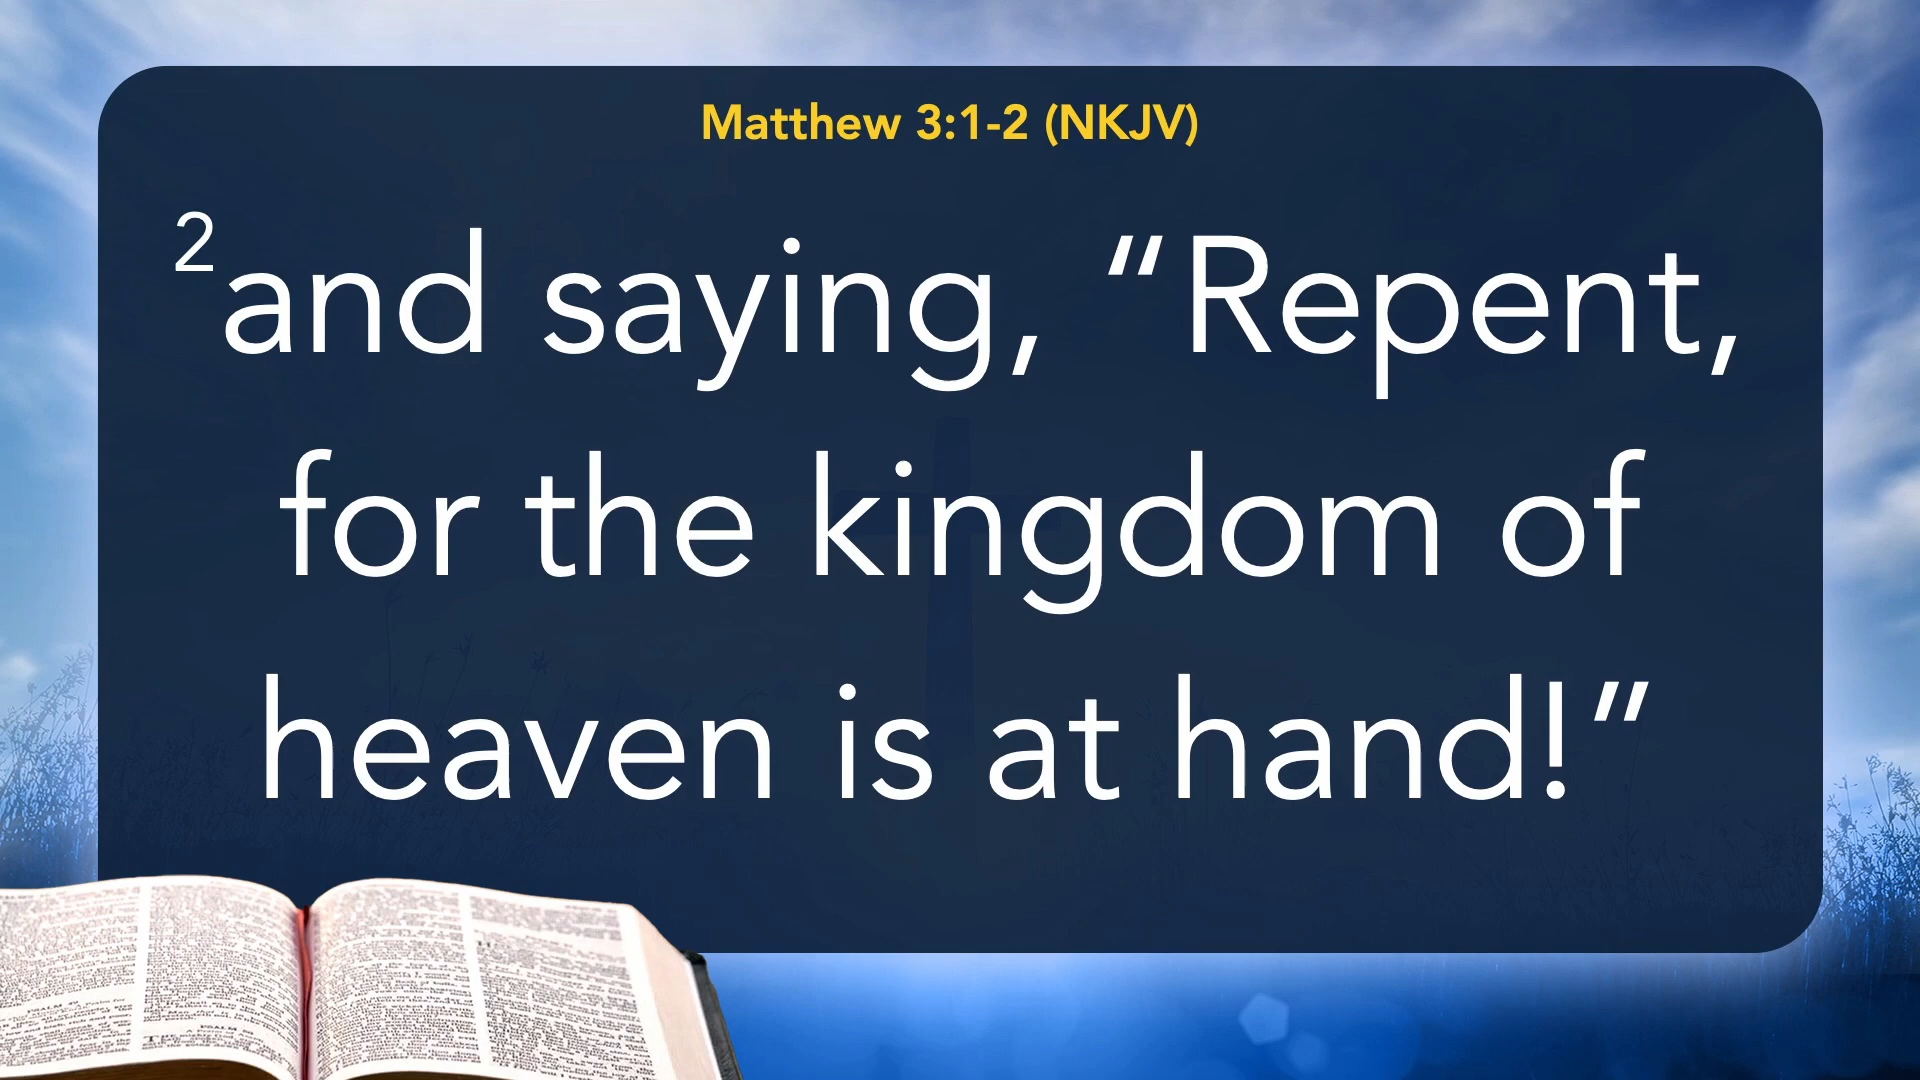 Matthew 3:1-2 (NKJV)
²and saying, “Repent,
for the kingdom of
heaven is at hand!”